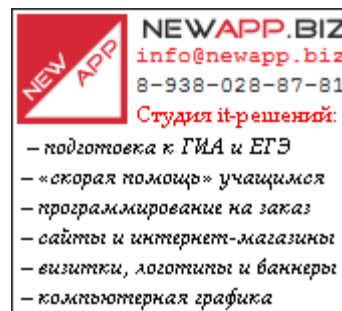 NEW APP
NEWAPP.BIZ
info@newapp.biz
8-938-028-87-81
Студия it-решений:
– подготовка к ГИА и ЕГЭ
– «скорая помощь» учащимся
– программирование на заказ
– сайты и интернет-магазины
– визитки, логотипы и баннеры
– компьютерная графика